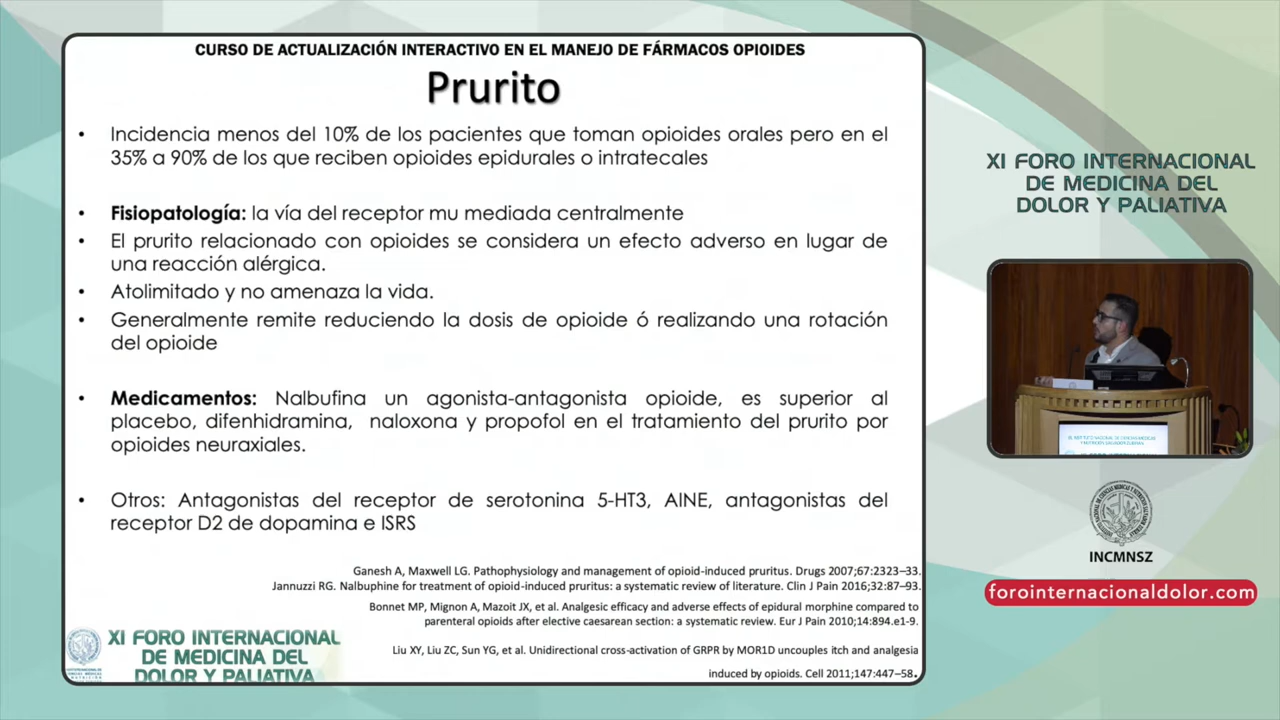 CURSO DE ACTUALIZACIÓN INTERACTIVO EN EL MANEJO DE FÁRMACOS OPIOIDES
Prurito
• Incidencia menos del 10% de los pacientes que toman opioides orales pero en el
35% a 90% de los que reciben opioides epidurales o intratecales
• Fisiopatología: la vía del receptor mu mediada centralmente
• El prurito relacionado con opioides se considera un efecto adverso en lugar de
una reacción alérgica.
• Atolimitado y no amenaza la vida.
• Generalmente remite reduciendo la dosis de opioide ó realizando una rotación
del opioide
• Medicamentos: Nalbufina un agonista-antagonista opioide, es superior al
placebo, difenhidramina, naloxona y propofol en el tratamiento del prurito por
opioides neuraxiales.
• Otros: Antagonistas del receptor de serotonina 5-HT3, AINE, antagonistas del
receptor D2 de dopamina e ISRS
Ganesh A, Maxwell LG. Pathophysiology and management of opioid-induced pruritus. Drugs 2007;67:2323–33.
Jannuzzi RG. Nalbuphine for treatment of opioid-induced pruritus: a systematic review of literature. Clin J Pain 2016;32:87–93.
Bonnet MP, Mignon A, Mazoit JX, et al. Analgesic efficacy and adverse effects of epidural morphine compared to
parenteral opioids after elective caesarean section: a systematic review. Eur J Pain 2010;14:894.e1-9.
Liu XY, Liu ZC, Sun YG, et al. Unidirectional cross-activation of GRPR by MOR1D uncouples itch and analgesia
induced by opioids. Cell 2011;147:447–58.
XI FORO INTERNACIONAL
DE MEDICINA DEL
DOLOR Y PALIATIVA
XI FORO INTERNACIONAL
DE MEDICINA DEL
DOLOR Y PALIATIVA
INCMNSZ
forointernacionaldolor.com